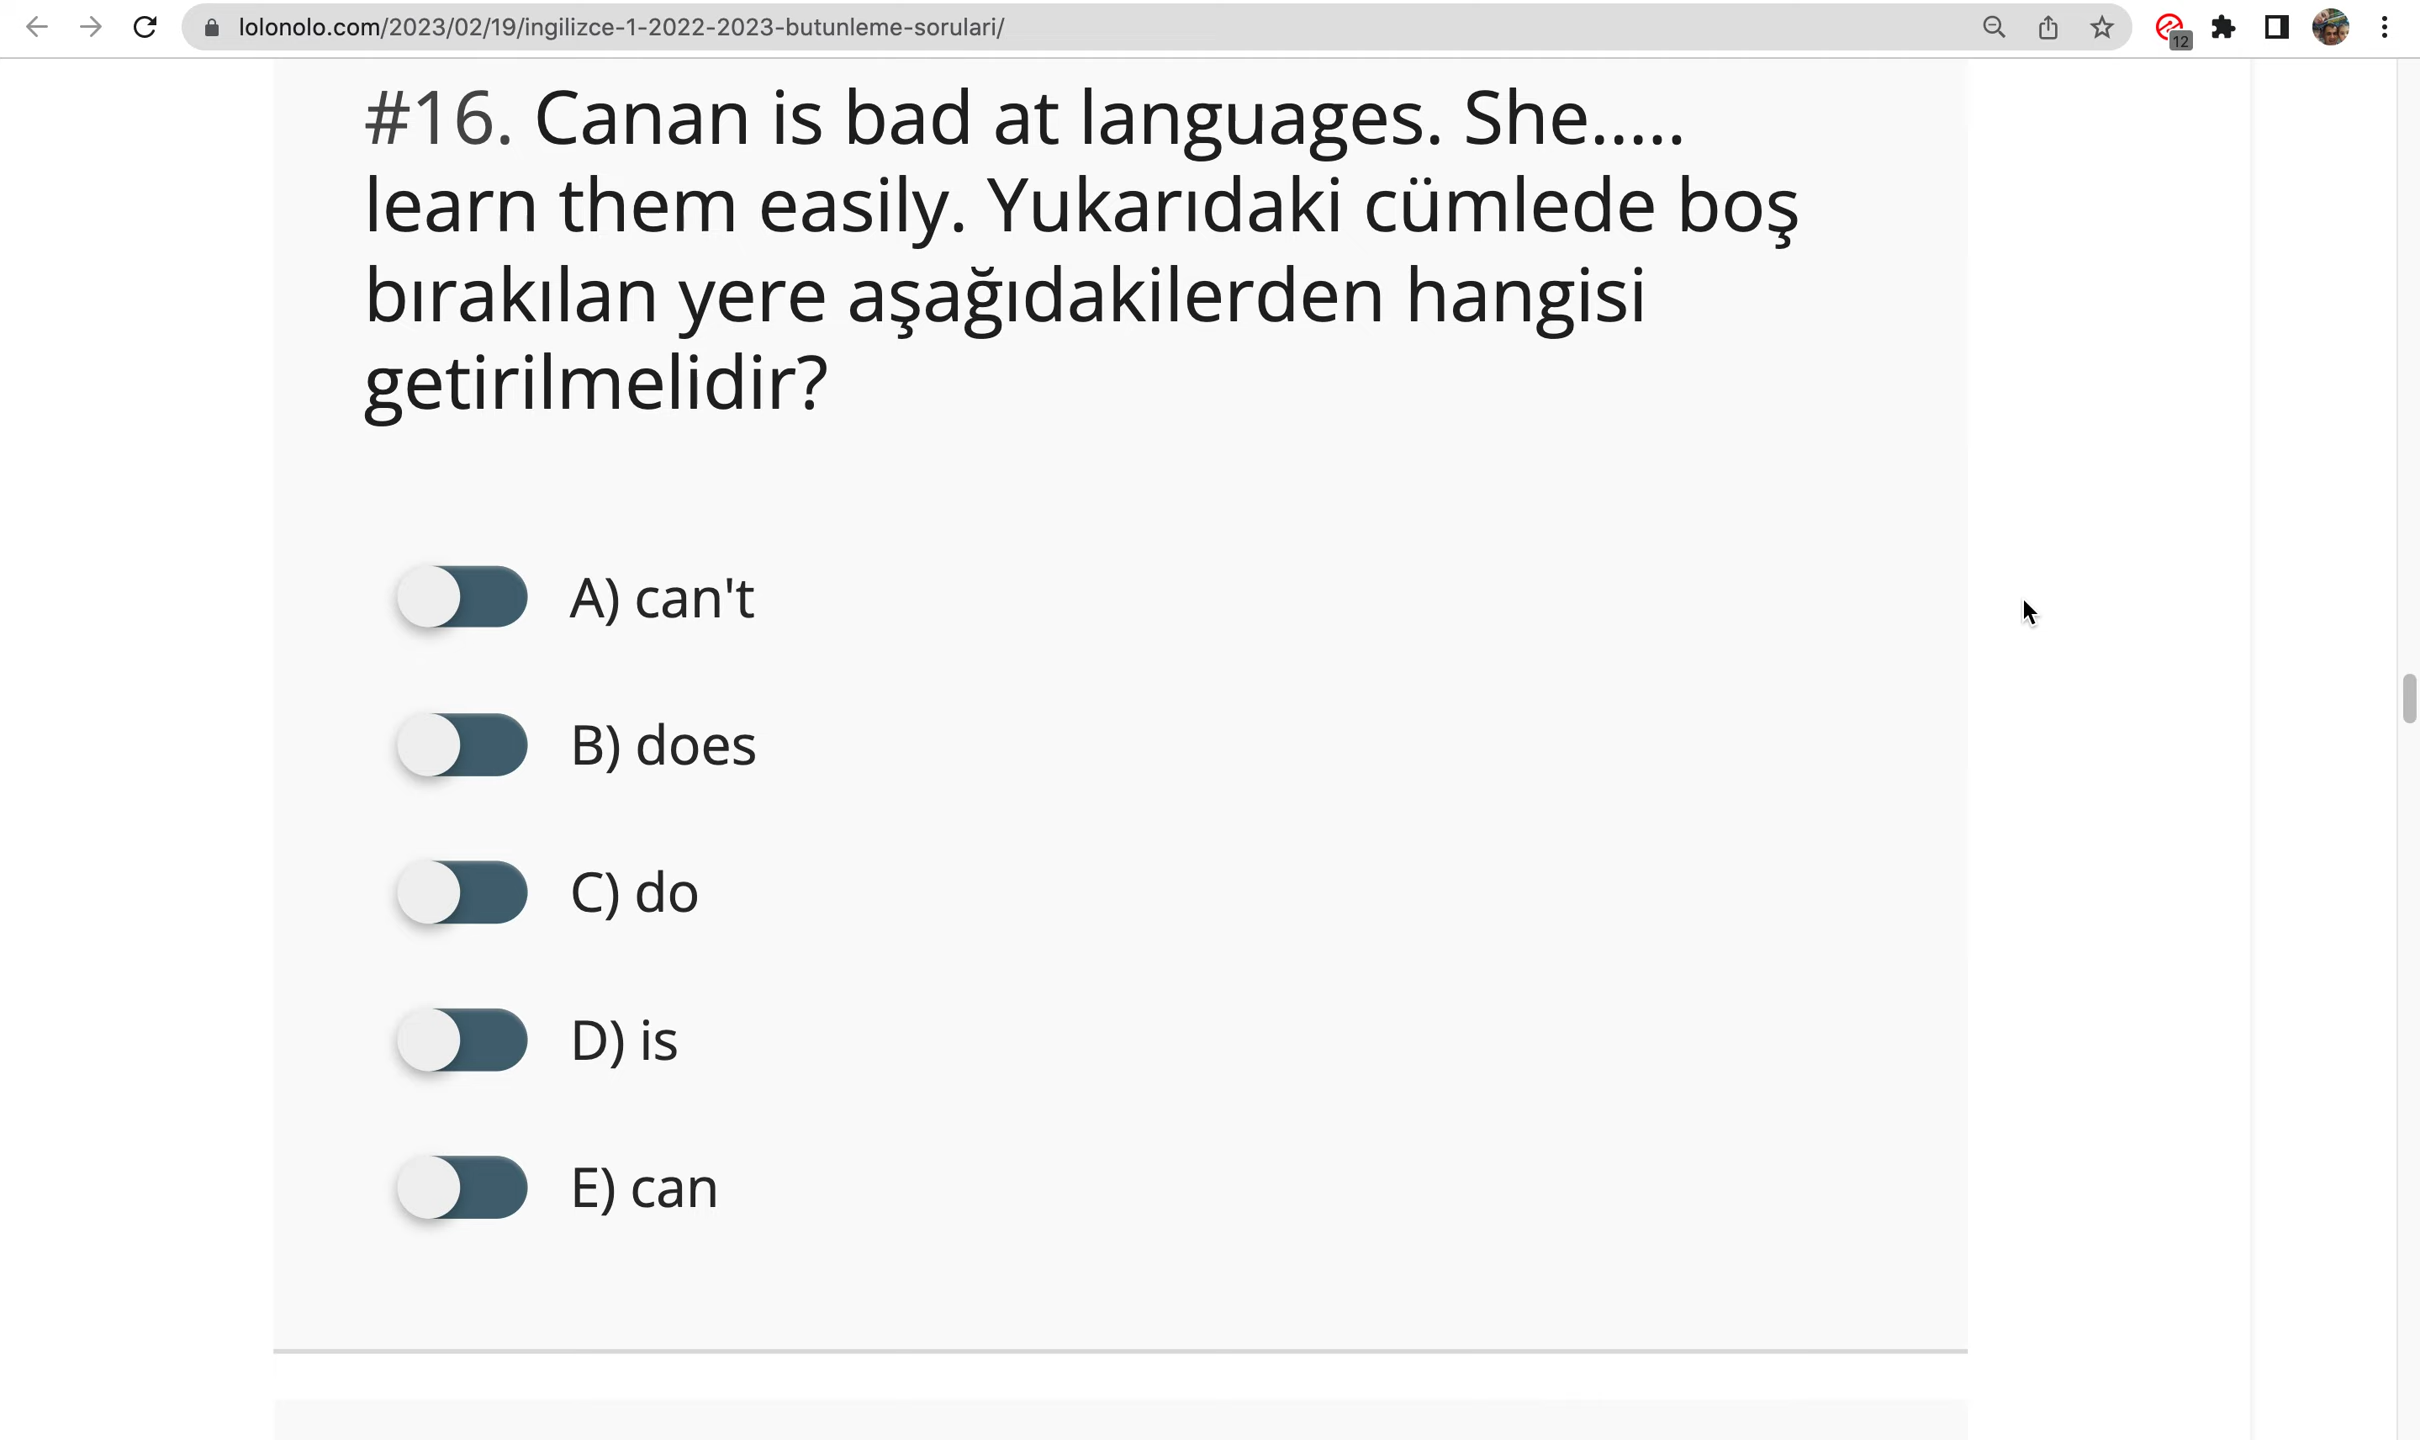 lolonolo.com/2023/02/19/ingilizce-1-2022-2023-butunleme-sorulari/
12
#16. Canan is bad at languages. She.....
learn them easily. Yukarıdaki cümlede boş
bırakılan yere aşağıdakilerden hangisi
getirilmelidir?
A) can't
B) does
C) do
D) is
E) can